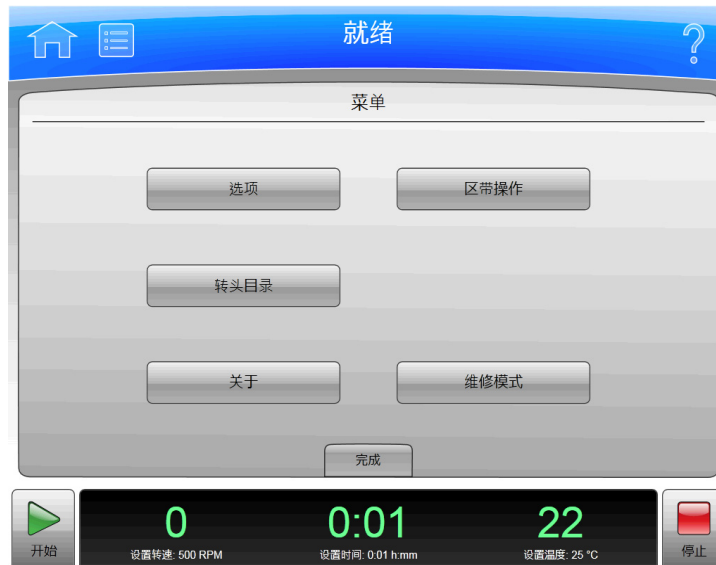 就绪
?
菜单
选项
区带操作
转头目录
关于
维修模式
完成
0
0:01
22
开始
设置转速: 500 RPM
设置时间: 0:01 h:mm
设置温度: 25 °C
停止